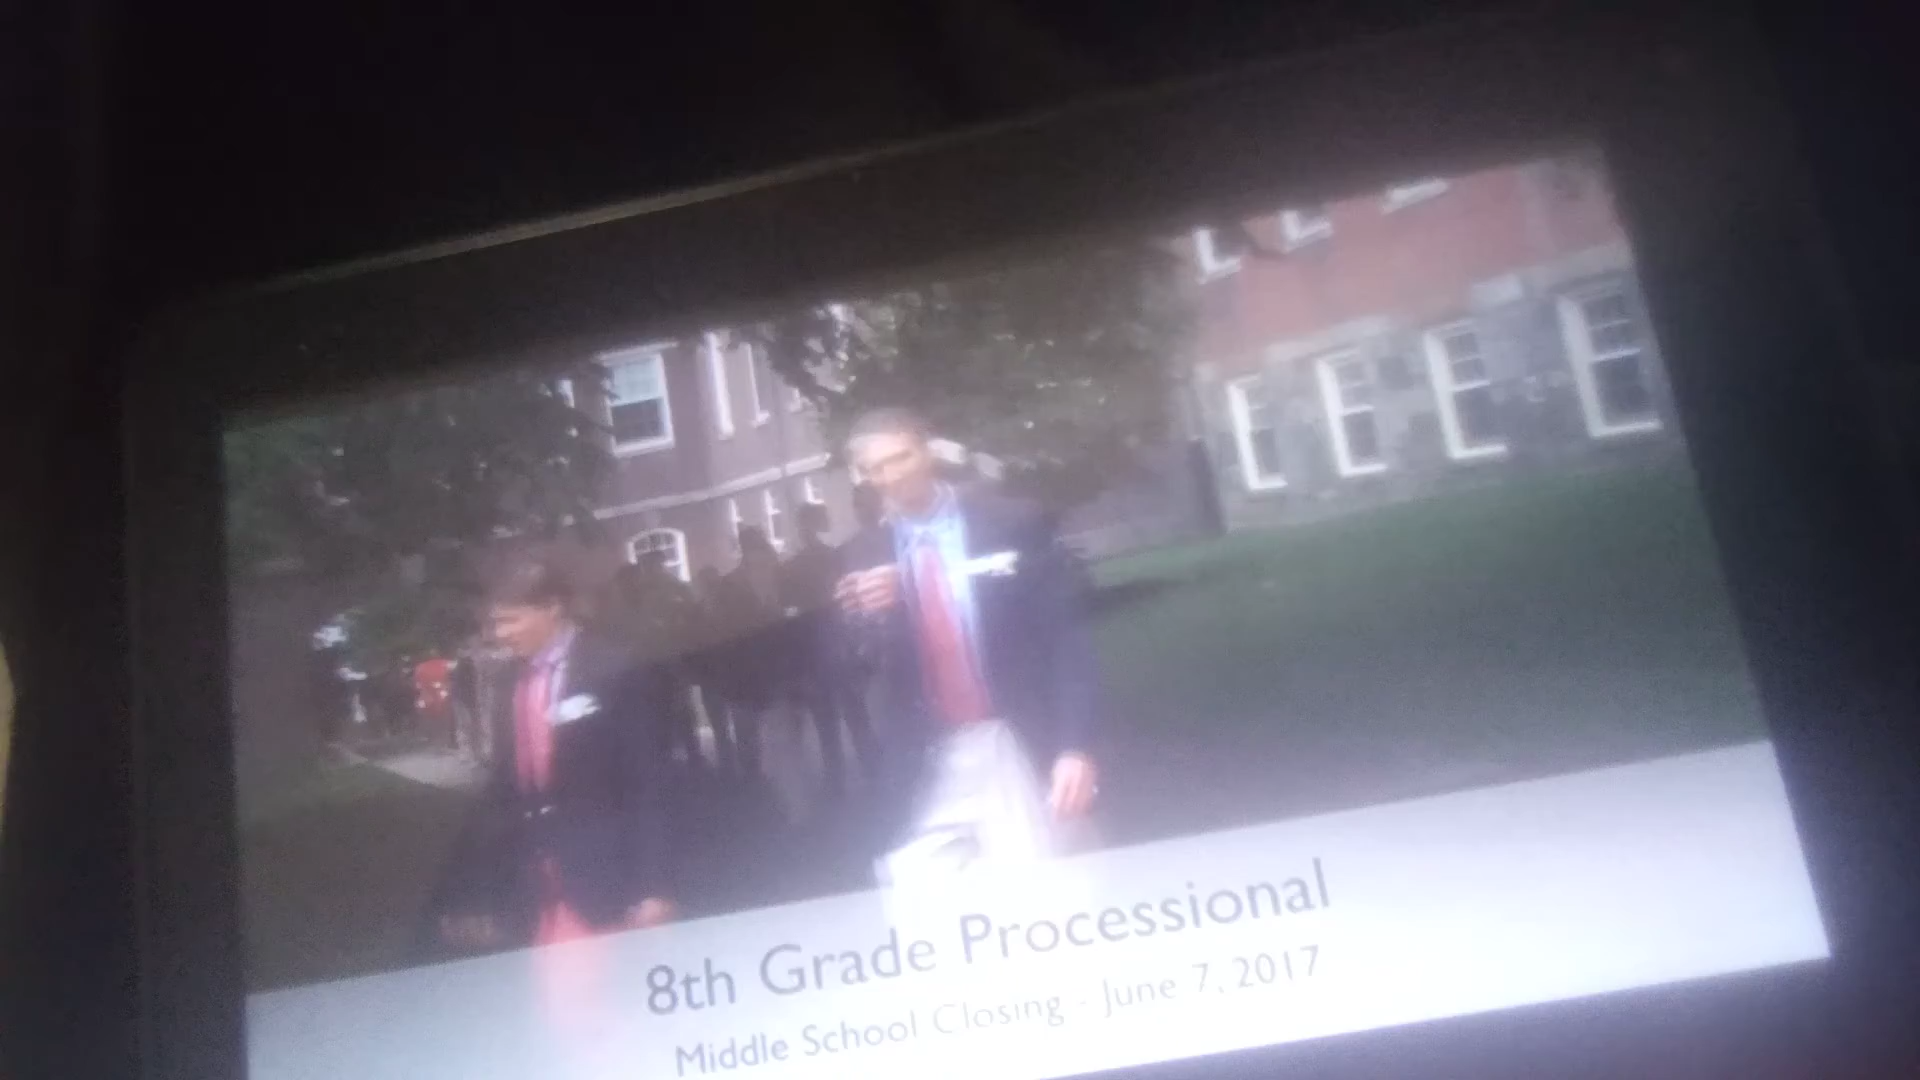 8th Grade Processional
Middle School Closing - June 7, 2017